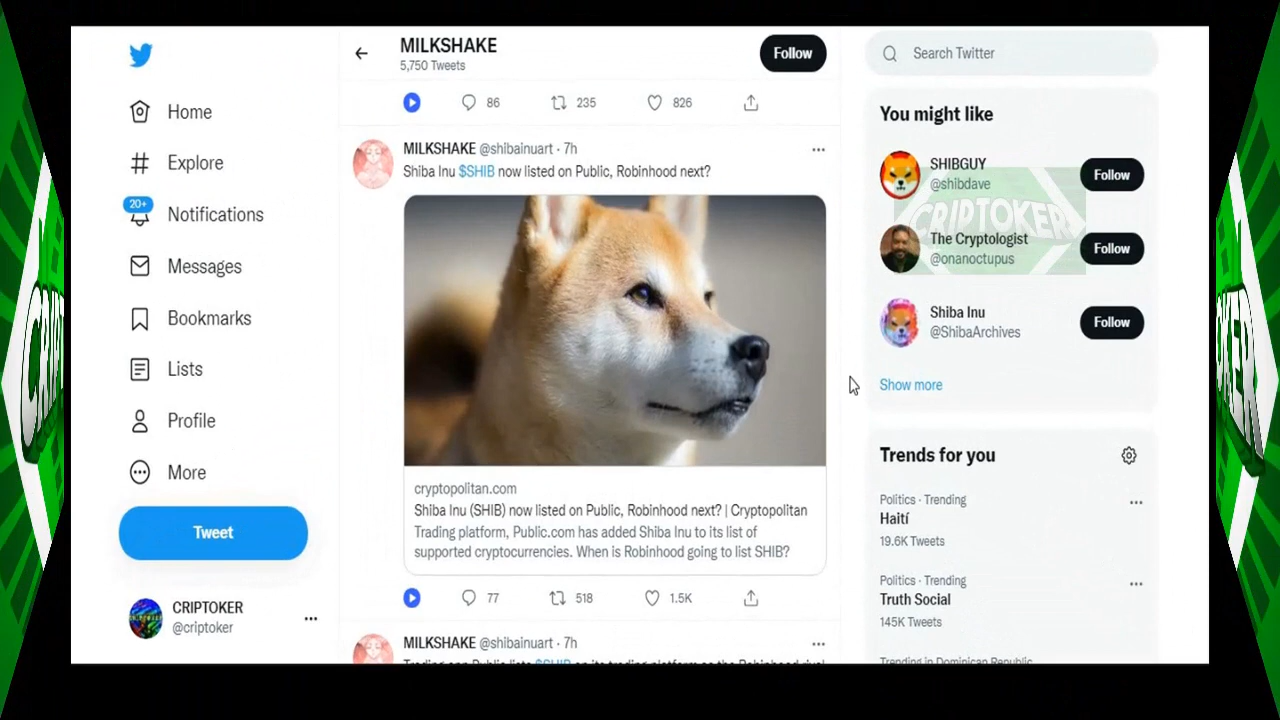 Home
Explore
20+
Notifications
Messages
Bookmarks
Lists
Profile
More
Tweet
CRIPTOKER
@criptoker
MILKSHAKE
5,750 Tweets
Follow
86 235 826
MILKSHAKE @shibainuart · 7h
Shiba Inu $SHIB now listed on Public, Robinhood next?
cryptopolitan.com
Shiba Inu (SHIB) now listed on Public, Robinhood next? | Cryptopolitan
Trading platform, Public.com has added Shiba Inu to its list of
supported cryptocurrencies. When is Robinhood going to list SHIB?
77 518 1.5K
MILKSHAKE @shibainuart · 7h
Search Twitter
You might like
SHIBGUY
@shibdave
Follow
CRIPTOKER
The Cryptologist
@onanoctupus
Follow
Shiba Inu
@ShibaArchives
Follow
Show more
Trends for you
Politics · Trending
Haití
19.6K Tweets
Politics · Trending
Truth Social
145K Tweets
Trending in Dominican Republic